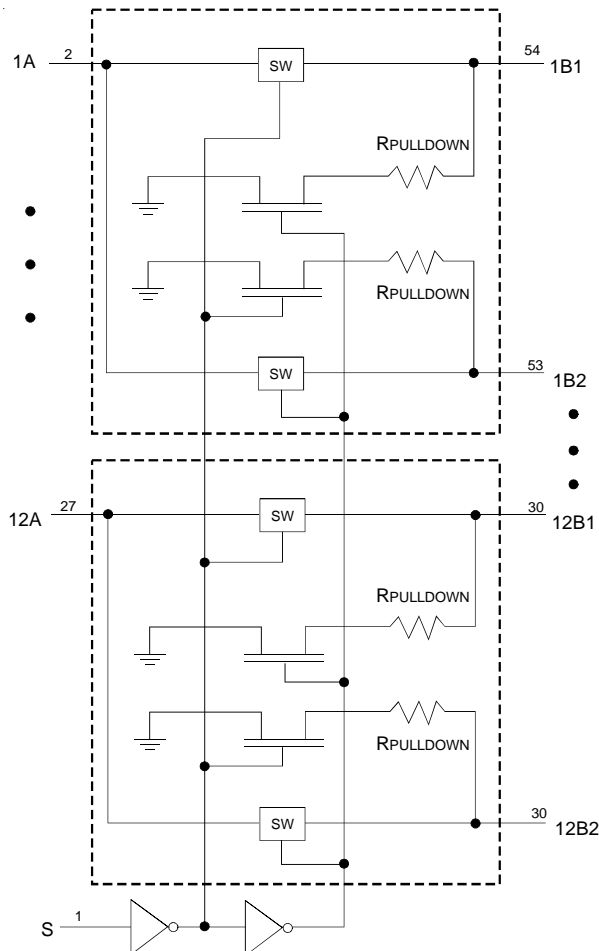 1A 2 SW 54 1B1
RPULLDOWN
RPULLDOWN
SW 53 1B2
12A 27 SW 30 12B1
RPULLDOWN
RPULLDOWN
SW 30 12B2
S 1